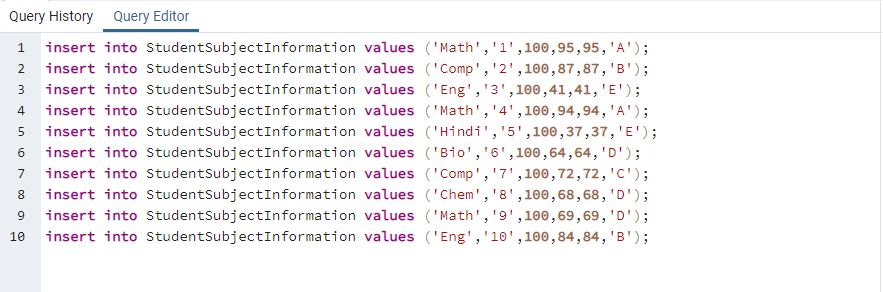 Query History Query Editor
1 insert into StudentSubjectInformation values ('Math','1',100,95,95,'A');
2 insert into StudentSubjectInformation values ('Comp','2',100,87,87,'B');
3 insert into StudentSubjectInformation values ('Eng','3',100,41,41,'E');
4 insert into StudentSubjectInformation values ('Math','4',100,94,94,'A');
5 insert into StudentSubjectInformation values ('Hindi','5',100,37,37,'E');
6 insert into StudentSubjectInformation values ('Bio','6',100,64,64,'D');
7 insert into StudentSubjectInformation values ('Comp','7',100,72,72,'C');
8 insert into StudentSubjectInformation values ('Chem','8',100,68,68,'D');
9 insert into StudentSubjectInformation values ('Math','9',100,69,69,'D');
10 insert into StudentSubjectInformation values ('Eng','10',100,84,84,'B');